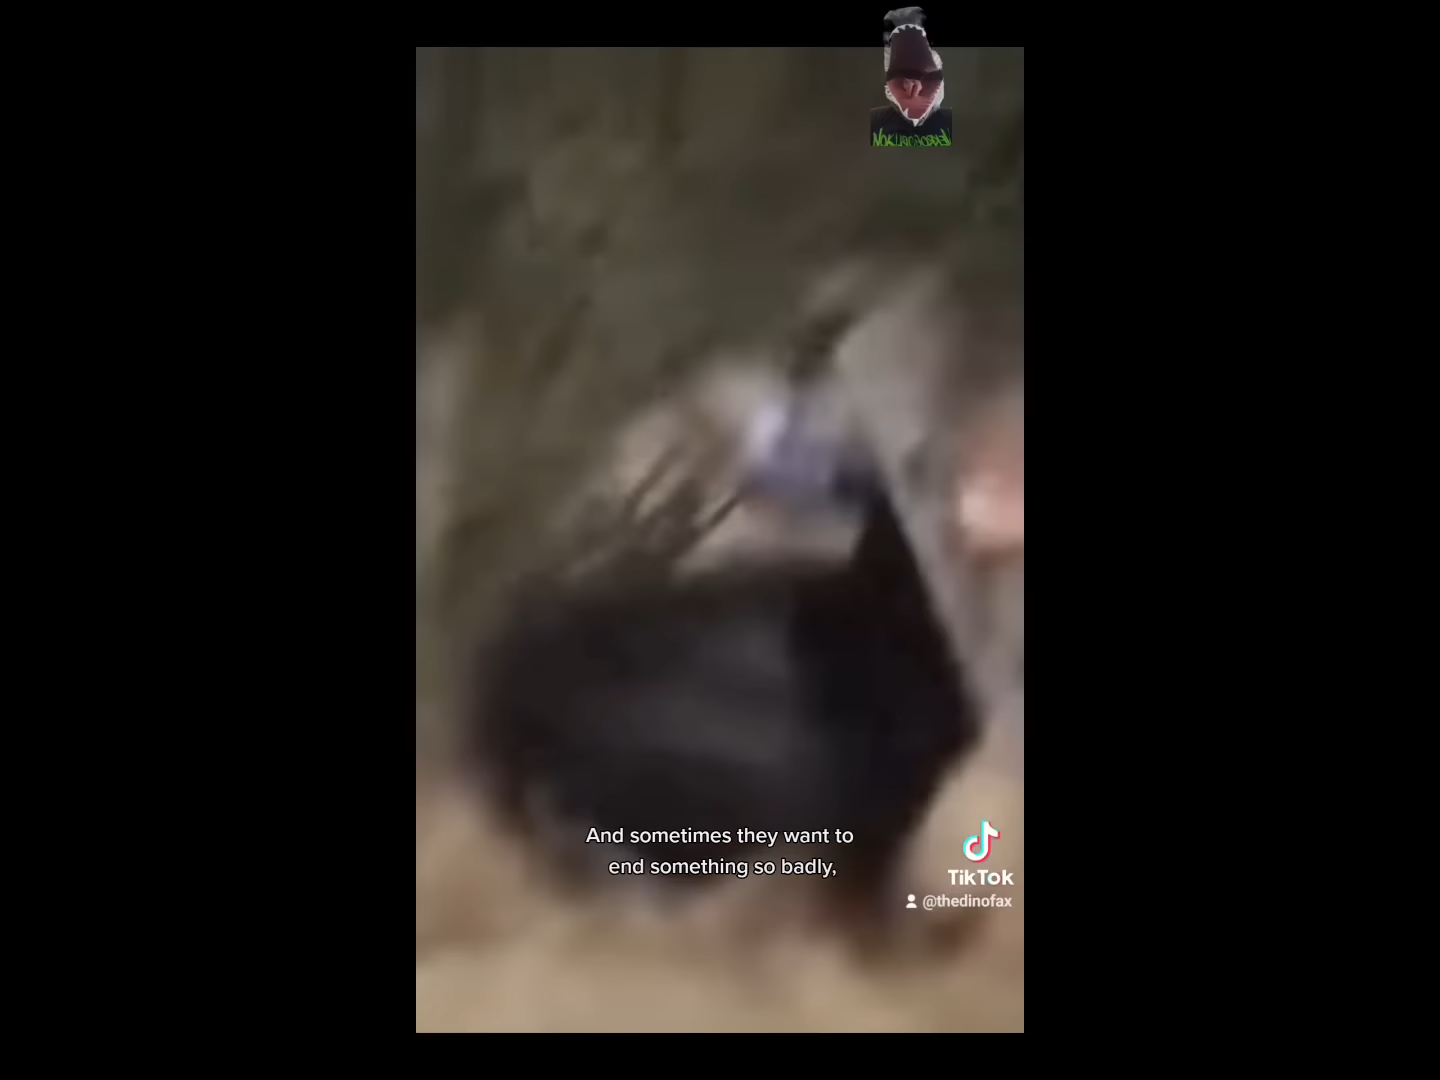 And sometimes they want to
end something so badly,
TikTok
@thedinofax